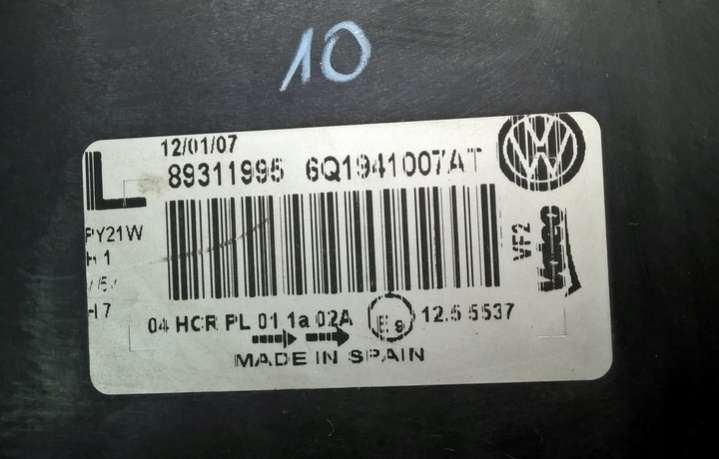 10
12/01/07
L 89311995 6Q1941007AT
PY21W
H7
VF2 Valeo
04 HCR PL 01 1a 02A E9 12.5 5537
MADE IN SPAIN